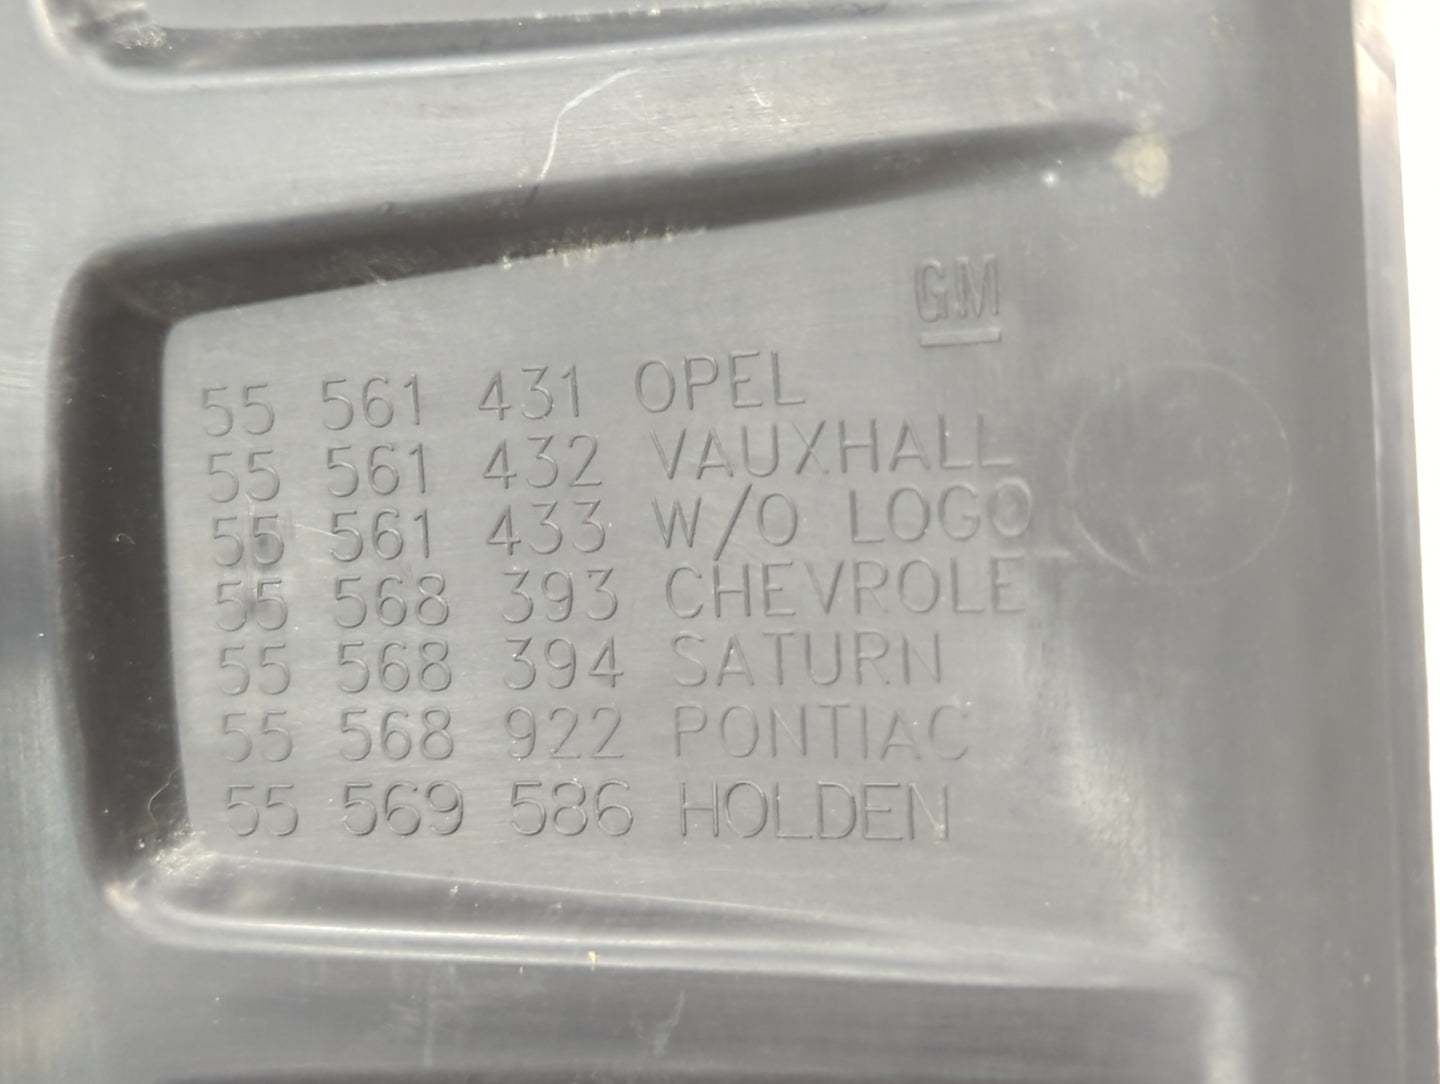 GM
55 561 431 OPEL
55 561 432 VAUXHALL
55 561 433 W/O LOGO
55 568 393 CHEVROLET
55 568 394 SATURN
55 568 922 PONTIAC
55 569 586 HOLDEN